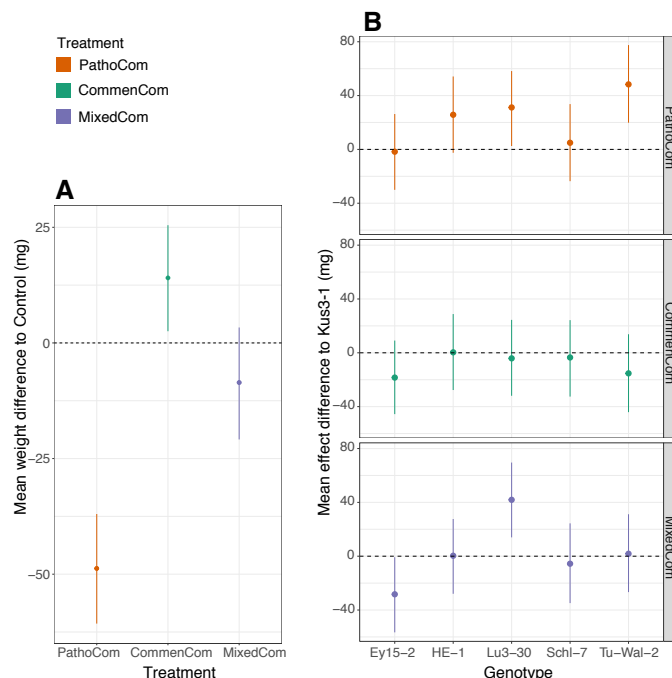 Treatment
PathoCom
CommenCom
MixedCom
A
Mean weight difference to Control (mg)
25
0
−25
−50
PathoCom CommenCom MixedCom
Treatment
B
Mean effect difference to Kus3-1 (mg)
80
40
0
−40
PathoCom
80
40
0
−40
CommenCom
80
40
0
−40
MixedCom
Ey15−2 HE−1 Lu3−30 Schl−7 Tu−Wal−2
Genotype